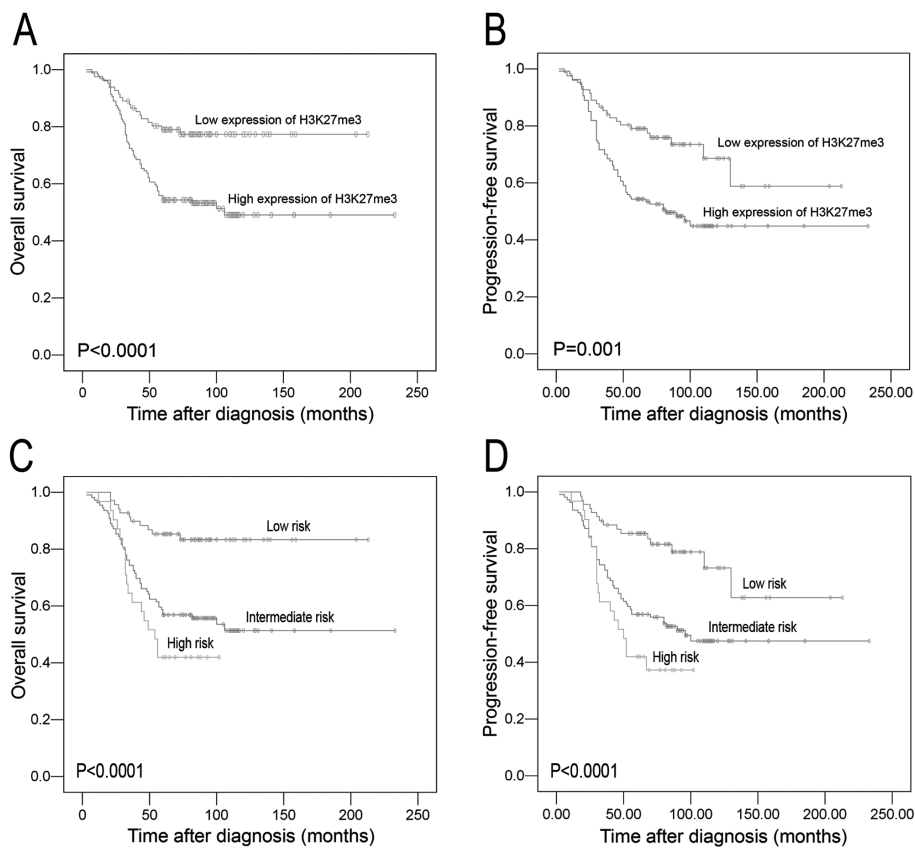 A
Overall survival
1.0
0.8
0.6
0.4
0.2
0.0
Low expression of H3K27me3
High expression of H3K27me3
P<0.0001
0 50 100 150 200 250
Time after diagnosis (months)
B
Progression-free survival
1.0
0.8
0.6
0.4
0.2
0.0
Low expression of H3K27me3
High expression of H3K27me3
P=0.001
0.00 50.00 100.00 150.00 200.00 250.00
Time after diagnosis (months)
C
Overall survival
1.0
0.8
0.6
0.4
0.2
0.0
Low risk
Intermediate risk
High risk
P<0.0001
0 50 100 150 200 250
Time after diagnosis (months)
D
Progression-free survival
1.0
0.8
0.6
0.4
0.2
0.0
Low risk
Intermediate risk
High risk
P<0.0001
0.00 50.00 100.00 150.00 200.00 250.00
Time after diagnosis (months)